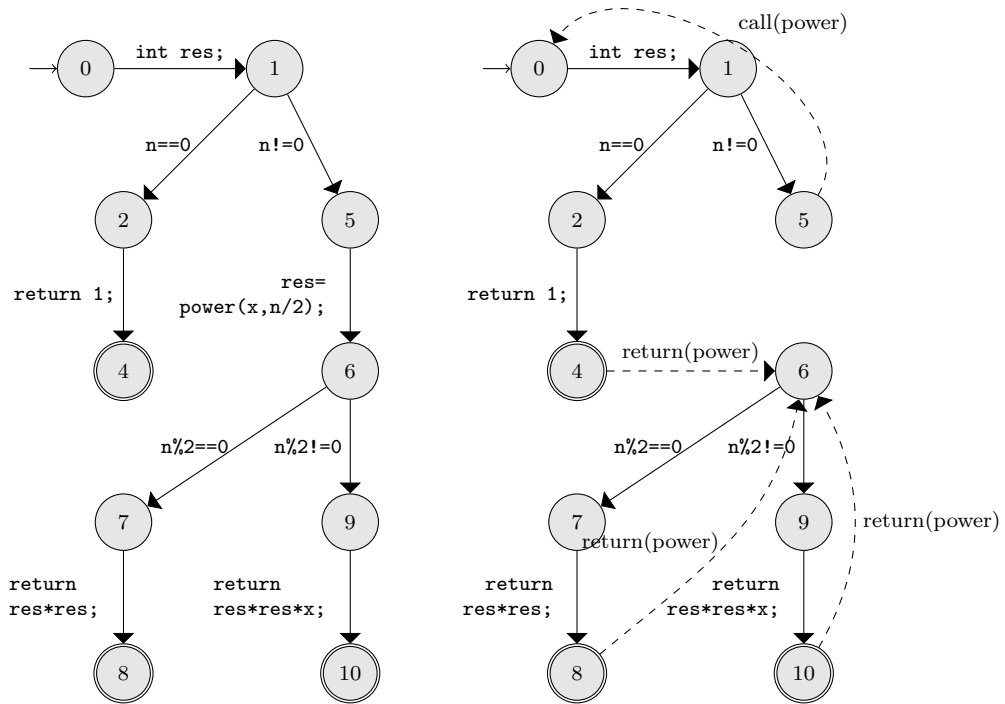 0
int res;
1
n==0
n!=0
2
5
return 1;
res=
power(x,n/2);
4
6
n%2==0
n%2!=0
7
9
return
res*res;
return
res*res*x;
8
10
call(power)
0
int res;
1
n==0
n!=0
2
5
return 1;
return(power)
4
6
n%2==0
n%2!=0
7
9
return(power)
return(power)
return
res*res;
return
res*res*x;
8
10